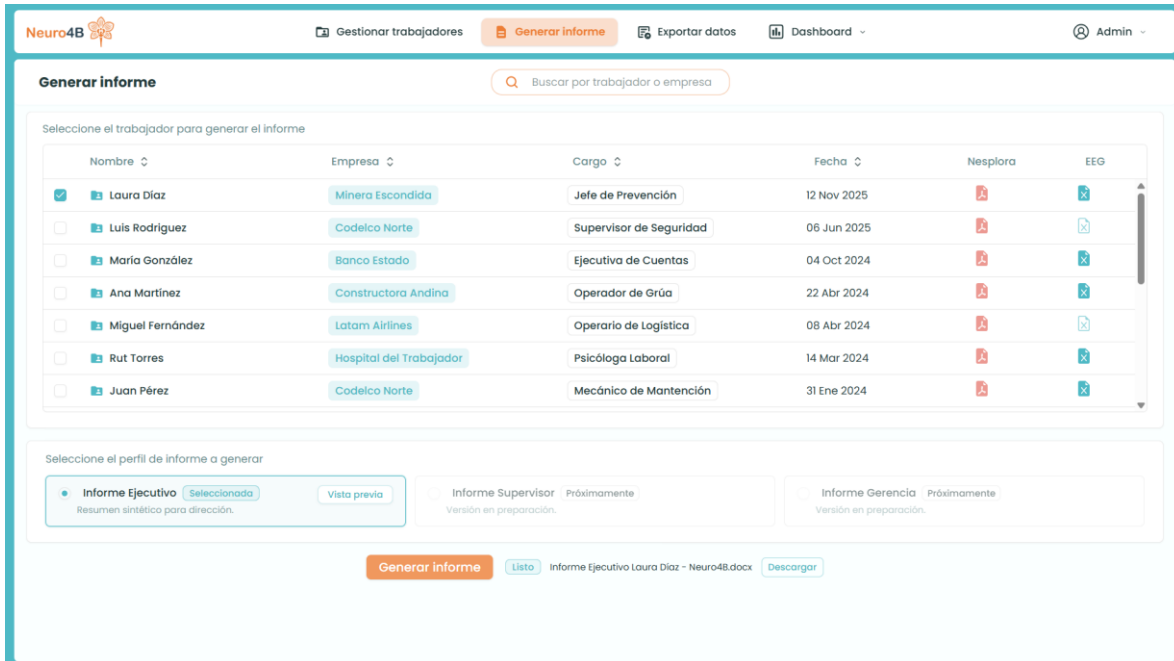 Neuro4B
Gestionar trabajadores
Generar informe
Exportar datos
Dashboard
Admin
Generar informe
Buscar por trabajador o empresa
Seleccione el trabajador para generar el informe
Nombre Empresa Cargo Fecha Nesplora EEG
Laura Díaz Minera Escondida Jefe de Prevención 12 Nov 2025
Luis Rodriguez Codelco Norte Supervisor de Seguridad 06 Jun 2025
María González Banco Estado Ejecutiva de Cuentas 04 Oct 2024
Ana Martínez Constructora Andina Operador de Grúa 22 Abr 2024
Miguel Fernández Latam Airlines Operario de Logística 08 Abr 2024
Rut Torres Hospital del Trabajador Psicóloga Laboral 14 Mar 2024
Juan Pérez Codelco Norte Mecánico de Mantención 31 Ene 2024
Seleccione el perfil de informe a generar
Informe Ejecutivo Seleccionada Vista previa
Resumen sintético para dirección.
Informe Supervisor Próximamente
Versión en preparación.
Informe Gerencia Próximamente
Versión en preparación.
Generar informe Listo Informe Ejecutivo Laura Díaz - Neuro4B.docx Descargar